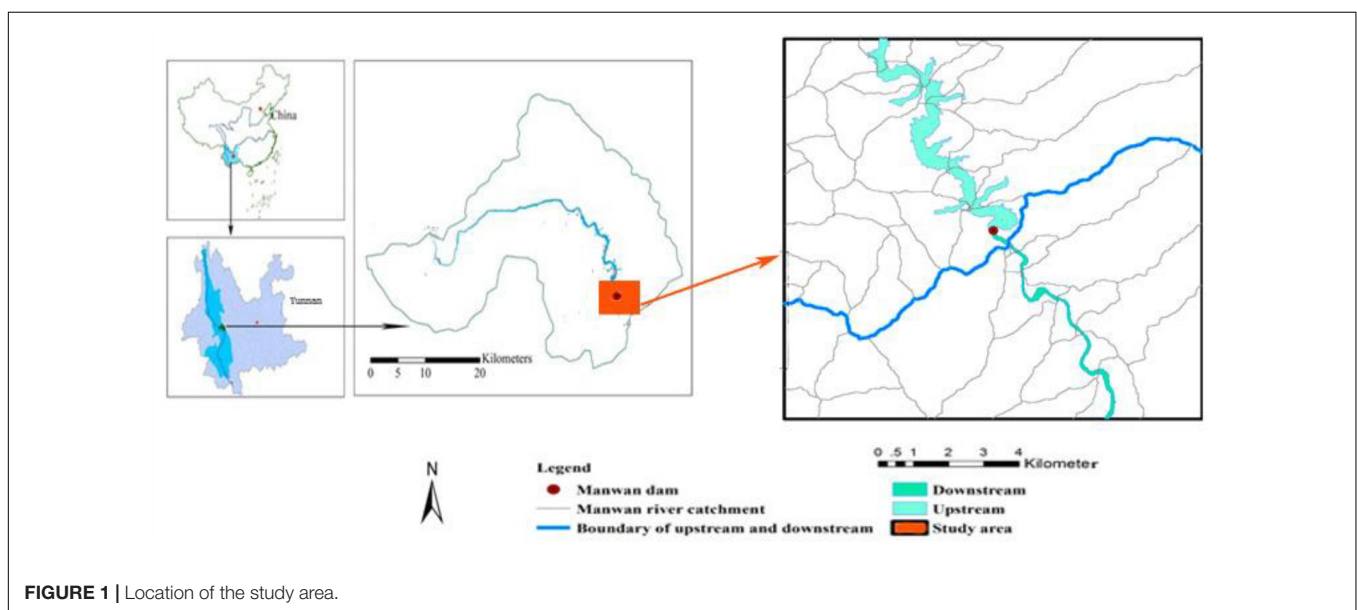 China
Yunnan
Kilometers
0 5 10 20
0 .5 1 2 3 4
Kilometer
N
Legend
Manwan dam
Manwan river catchment
Boundary of upstream and downstream
Downstream
Upstream
Study area
FIGURE 1 | Location of the study area.